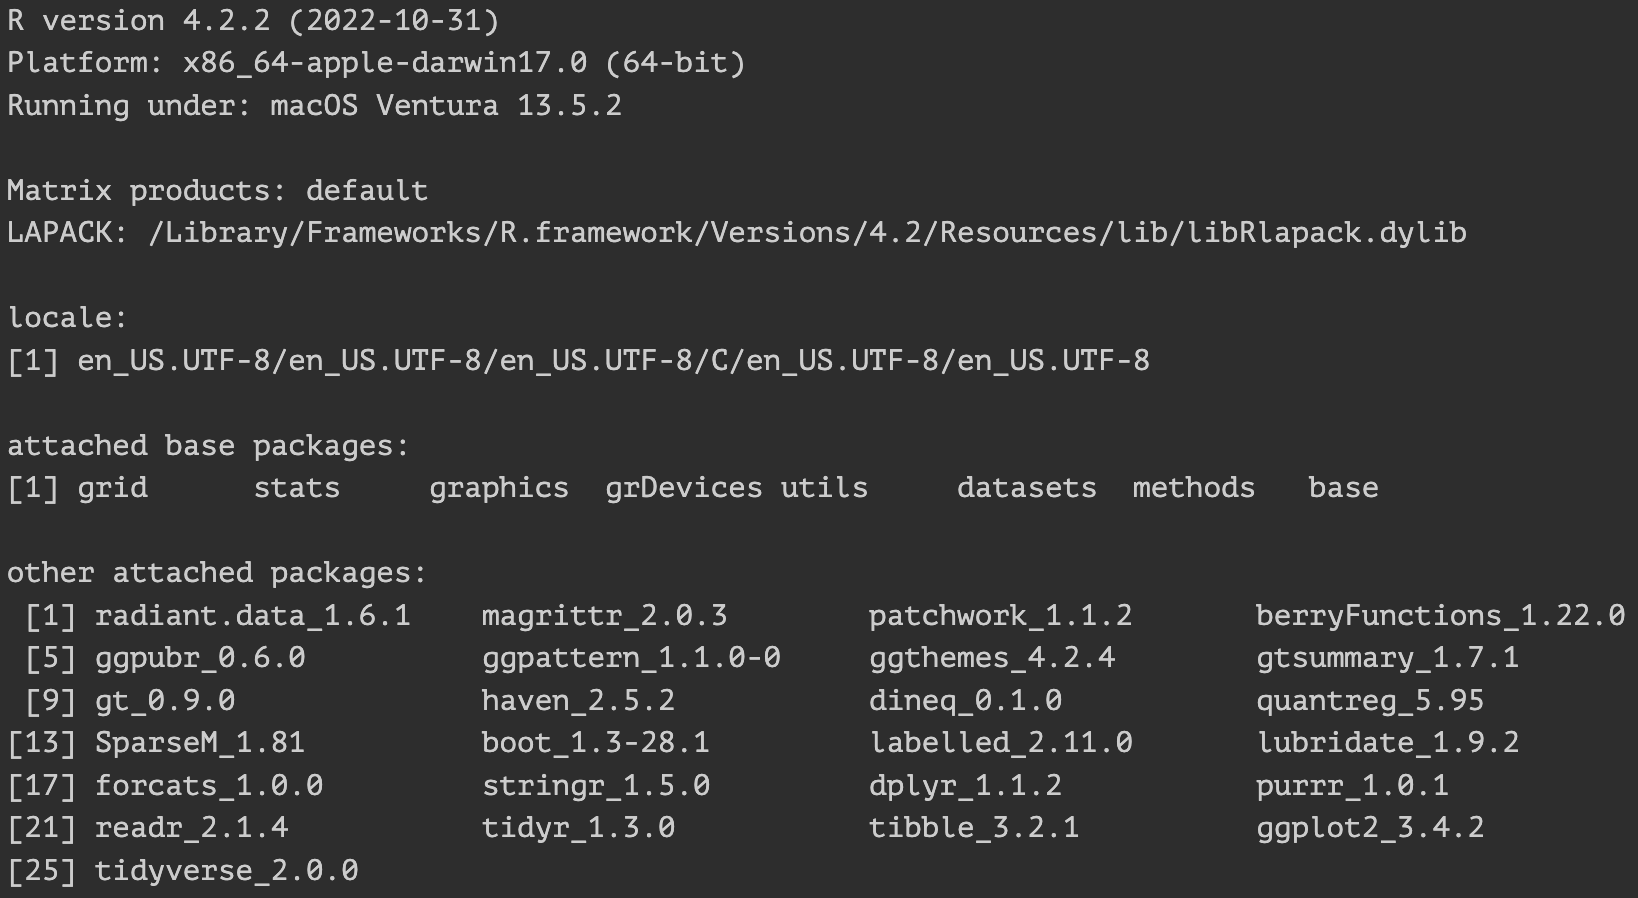 R version 4.2.2 (2022-10-31)
Platform: x86_64-apple-darwin17.0 (64-bit)
Running under: macOS Ventura 13.5.2

Matrix products: default
LAPACK: /Library/Frameworks/R.framework/Versions/4.2/Resources/lib/libRlapack.dylib

locale:
[1] en_US.UTF-8/en_US.UTF-8/en_US.UTF-8/C/en_US.UTF-8/en_US.UTF-8

attached base packages:
[1] grid      stats     graphics  grDevices utils     datasets  methods   base

other attached packages:
 [1] radiant.data_1.6.1    magrittr_2.0.3        patchwork_1.1.2       berryFunctions_1.22.0
 [5] ggpubr_0.6.0          ggpattern_1.1.0-0     ggthemes_4.2.4        gtsummary_1.7.1
 [9] gt_0.9.0              haven_2.5.2           dineq_0.1.0           quantreg_5.95
[13] SparseM_1.81          boot_1.3-28.1         labelled_2.11.0       lubridate_1.9.2
[17] forcats_1.0.0         stringr_1.5.0         dplyr_1.1.2           purrr_1.0.1
[21] readr_2.1.4           tidyr_1.3.0           tibble_3.2.1          ggplot2_3.4.2
[25] tidyverse_2.0.0